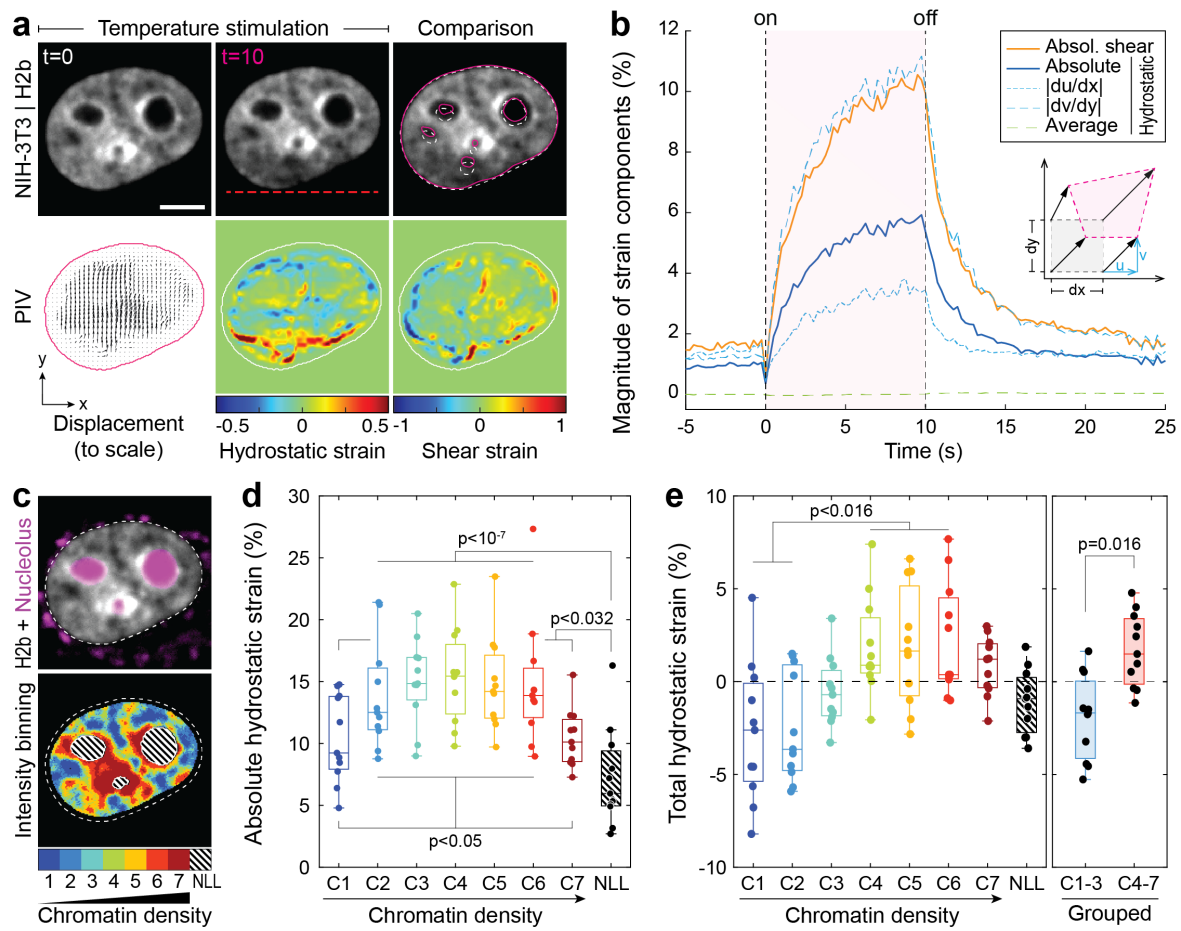 a
Temperature stimulation
Comparison
NIH-3T3 | H2b
t=0
t=10
PIV
y
x
Displacement
(to scale)
-0.5 0 0.5
Hydrostatic strain
-1 0 1
Shear strain
b
on off
Magnitude of strain components (%)
12
10
8
6
4
2
0
-5 0 5 10 15 20 25
Time (s)
Absol. shear
Absolute
|du/dx|
|dv/dy|
Average
Hydrostatic
dy
dx
u
v
c
H2b + Nucleolus
Intensity binning
1 2 3 4 5 6 7 NLL
Chromatin density
d
Absolute hydrostatic strain (%)
30
25
20
15
10
5
0
p<10-7
p<0.032
p<0.05
C1 C2 C3 C4 C5 C6 C7 NLL
Chromatin density
e
Total hydrostatic strain (%)
10
5
0
-5
-10
p<0.016
p=0.016
C1 C2 C3 C4 C5 C6 C7 NLL
Chromatin density
C1-3 C4-7
Grouped